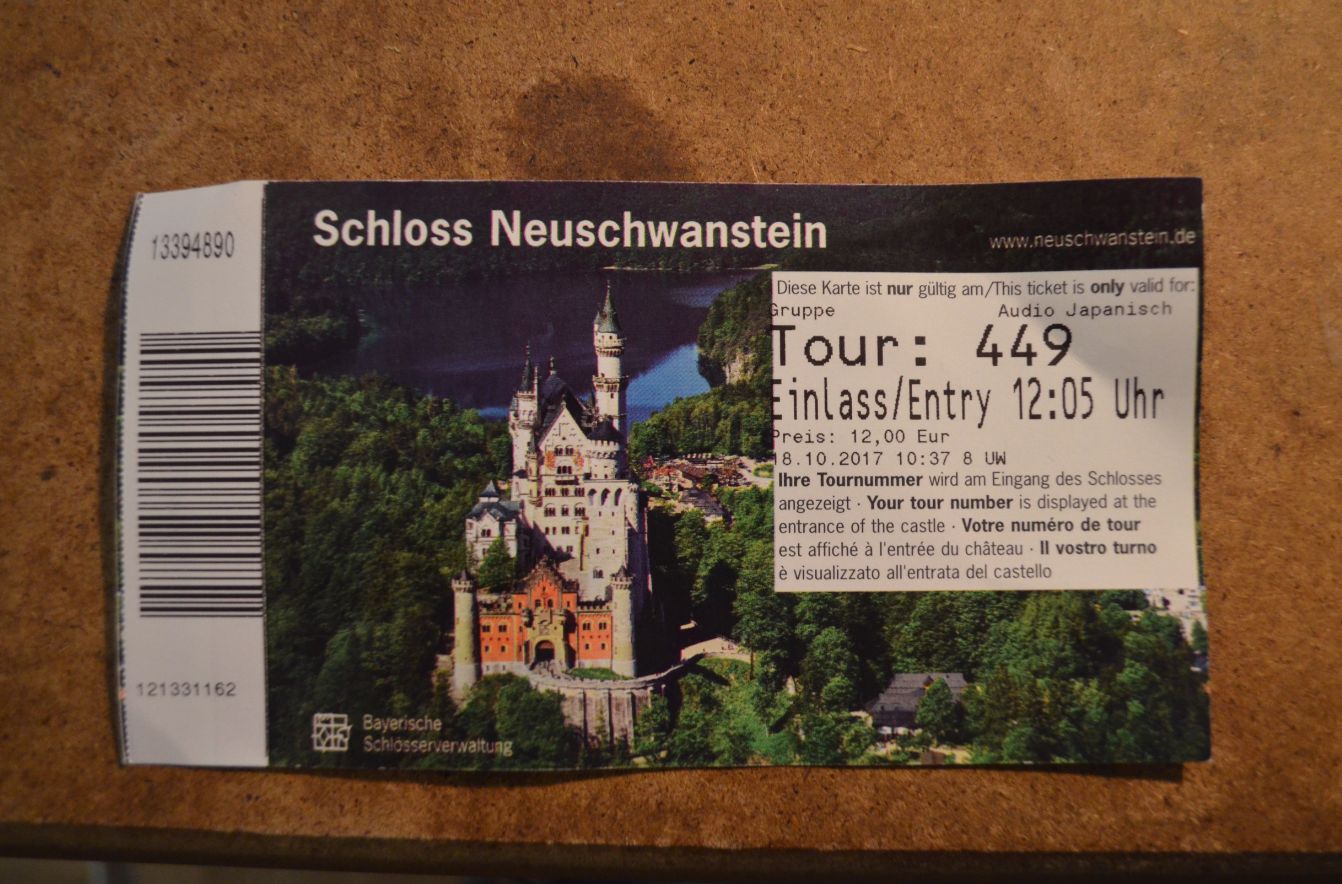 13394890
121331162
Schloss Neuschwanstein
www.neuschwanstein.de
Diese Karte ist nur gültig am/This ticket is only valid for:
Gruppe Audio Japanisch
Tour: 449
Einlass/Entry 12:05 Uhr
Preis: 12,00 Eur
18.10.2017 10:37 8 UW
Ihre Tournummer wird am Eingang des Schlosses
angezeigt · Your tour number is displayed at the
entrance of the castle · Votre numéro de tour
est affiché à l'entrée du château · Il vostro turno
è visualizzato all'entrata del castello
Bayerische
Schlösserverwaltung